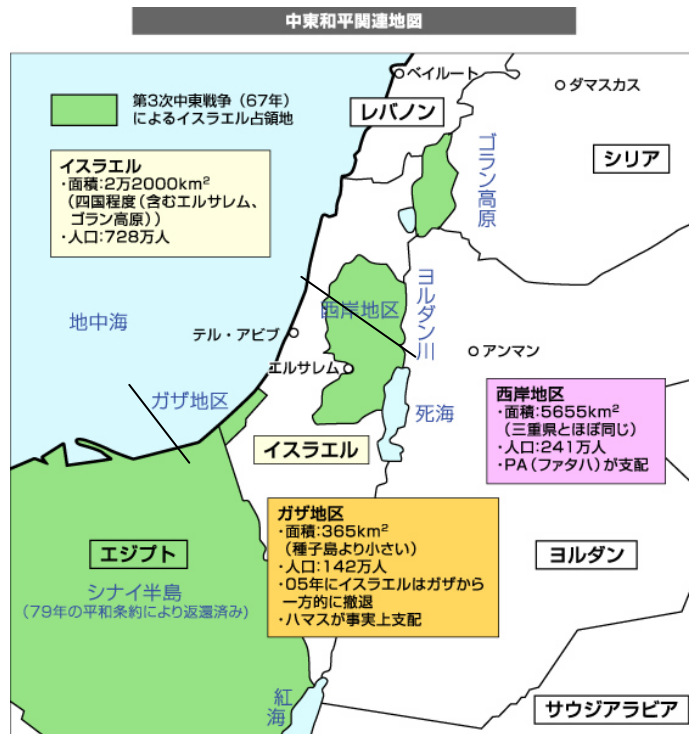 中東和平関連地図
第3次中東戦争（67年）
によるイスラエル占領地
イスラエル
・面積：2万2000km²
（四国程度（含むエルサレム、
ゴラン高原））
・人口：728万人
ベイルート
ダマスカス
レバノン
シリア
ゴラン高原
ヨルダン川
西岸地区
地中海
テル・アビブ
アンマン
エルサレム
ガザ地区
死海
西岸地区
・面積：5655km²
（三重県とほぼ同じ）
・人口：241万人
・PA（ファタハ）が支配
イスラエル
ガザ地区
・面積：365km²
（種子島より小さい）
・人口：142万人
・05年にイスラエルはガザから
一方的に撤退
・ハマスが事実上支配
エジプト
シナイ半島
（79年の平和条約により返還済み）
ヨルダン
紅海
サウジアラビア